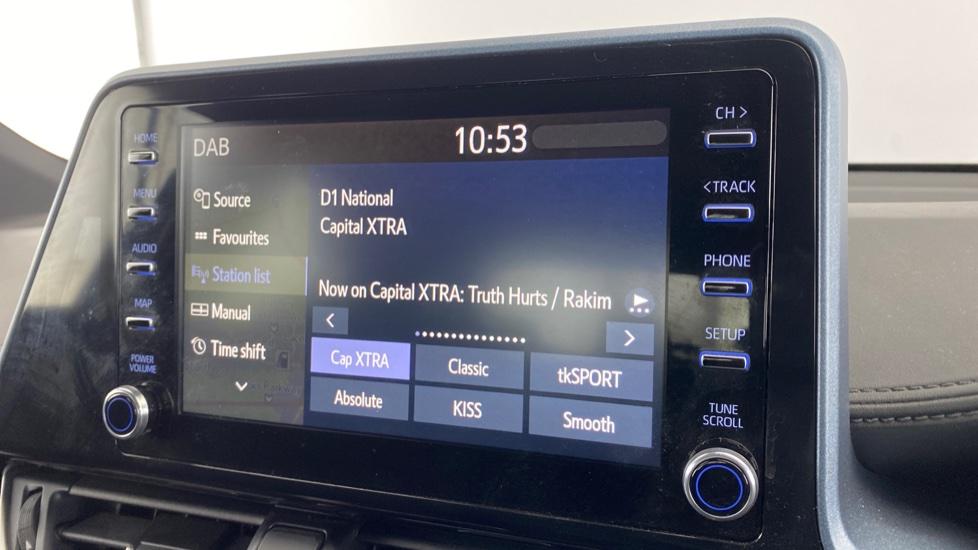 DAB
10:53
HOME
MENU
AUDIO
MAP
POWER
VOLUME
Source
Favourites
Station list
Manual
Time shift
D1 National
Capital XTRA
Now on Capital XTRA: Truth Hurts / Rakim
Cap XTRA
Classic
tkSPORT
Absolute
KISS
Smooth
CH >
< TRACK
PHONE
SETUP
TUNE
SCROLL